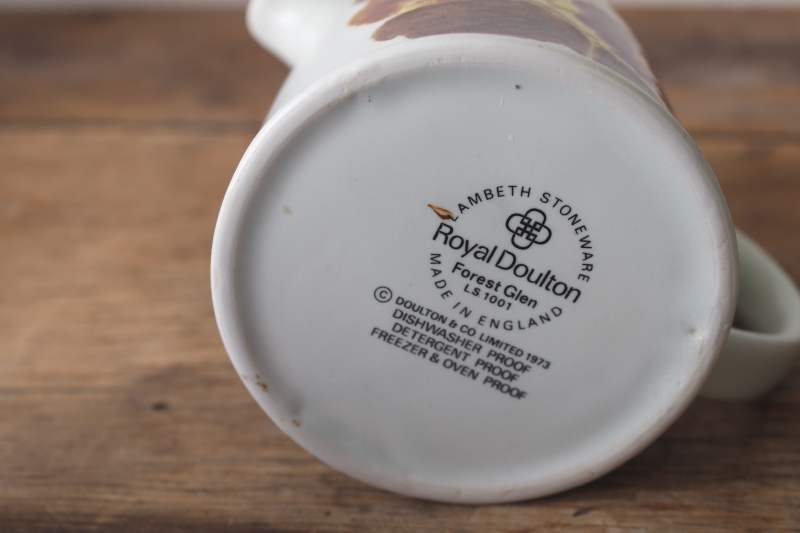 LAMBETH STONEWARE
Royal Doulton
Forest Glen
LS 1001
MADE IN ENGLAND
© DOULTON & CO LIMITED 1973
DISHWASHER PROOF
DETERGENT PROOF
FREEZER & OVEN PROOF